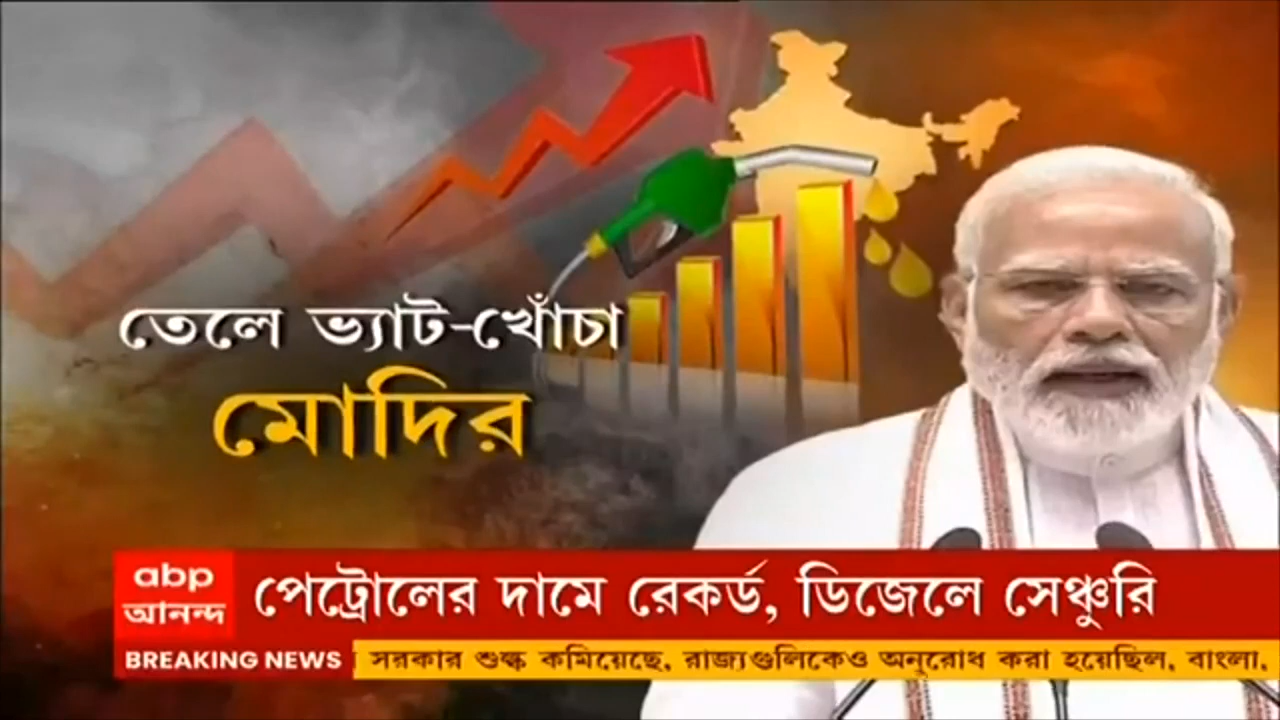 তেলে ভ্যাট-খোঁচা
মোদির
abp
আনন্দ
পেট্রোলের দামে রেকর্ড, ডিজেলে সেঞ্চুরি
BREAKING NEWS
সরকার শুল্ক কমিয়েছে, রাজ্যগুলিকেও অনুরোধ করা হয়েছিল, বাংলা,